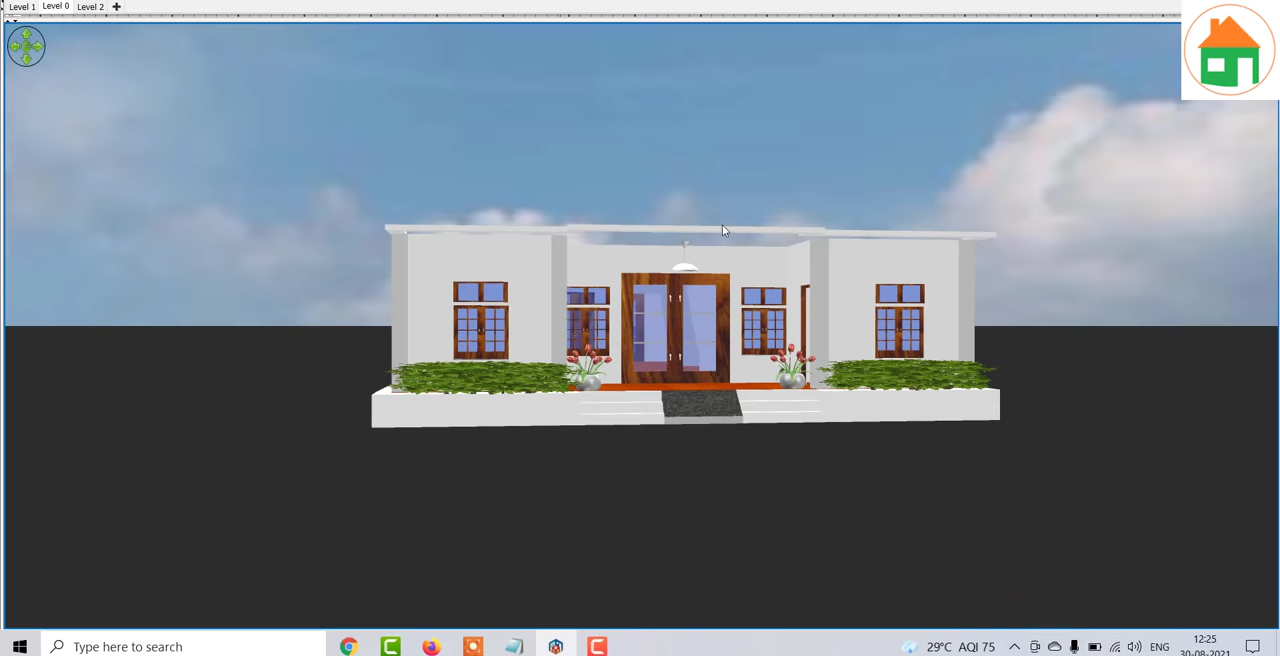 Level 1 Level 0 Level 2
Type here to search
29°C AQI 75
ENG
12:25
30-08-2021